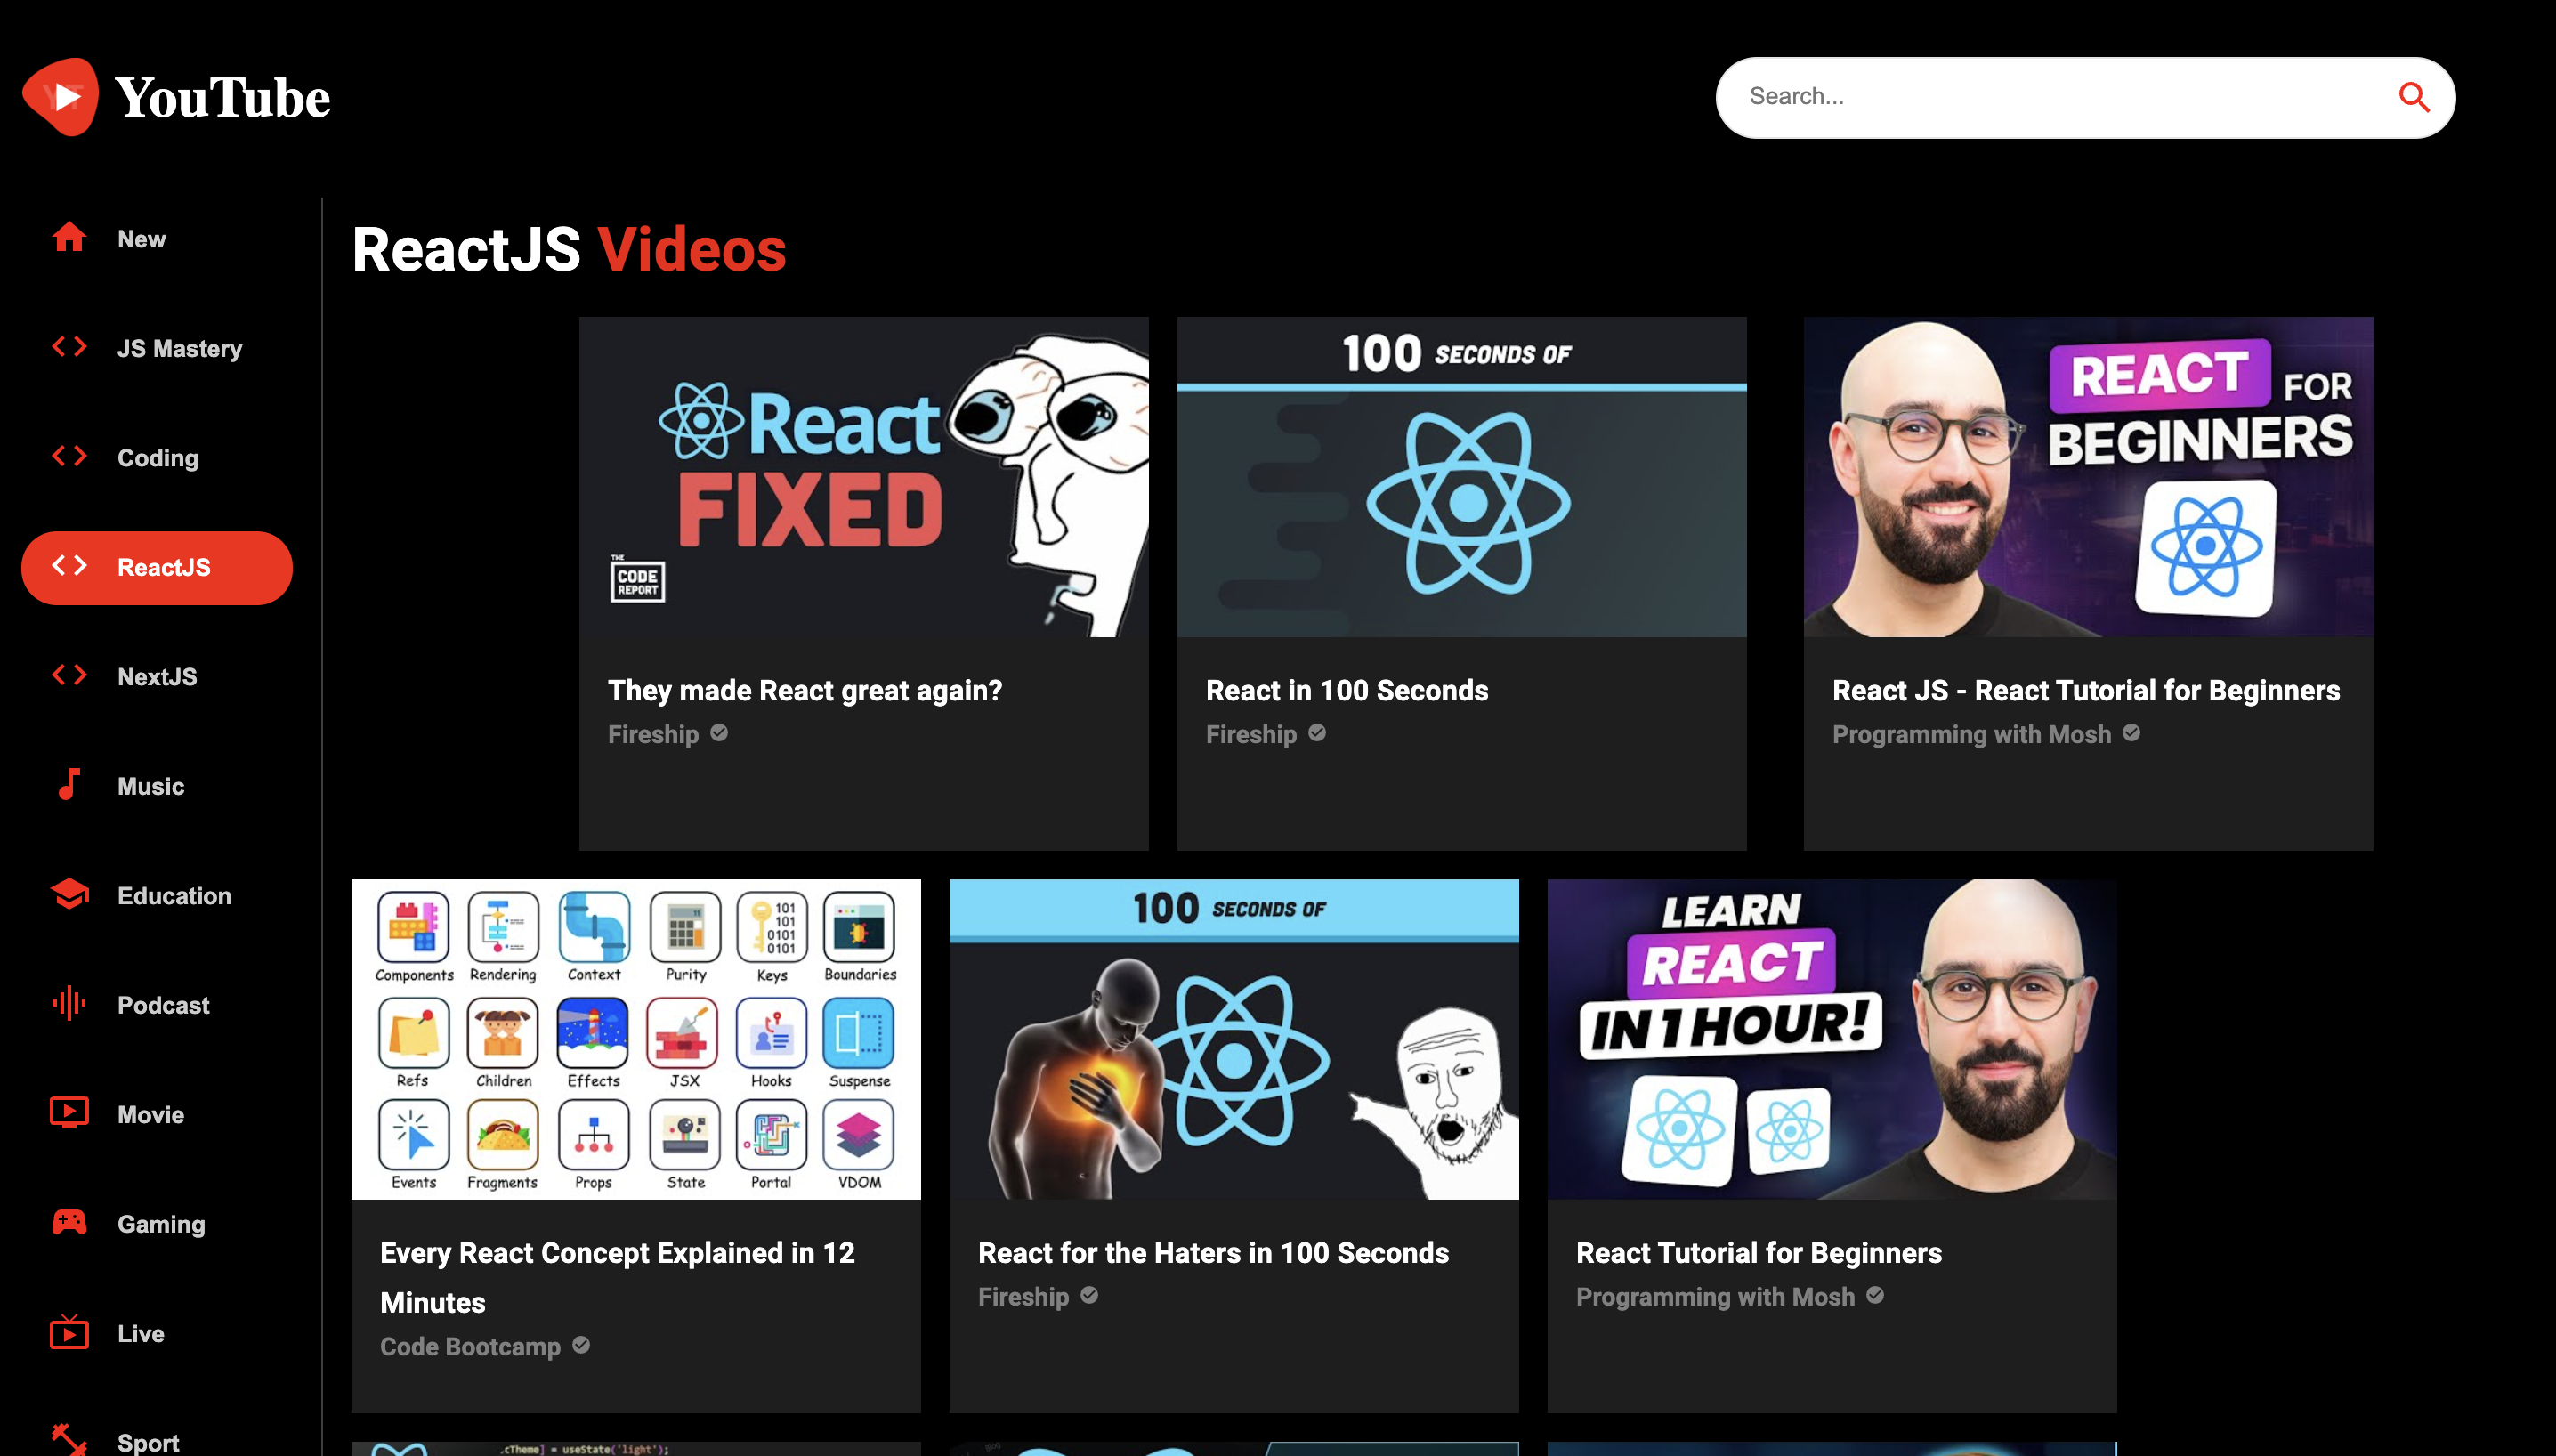 YouTube
Search...
New
JS Mastery
Coding
ReactJS
NextJS
Music
Education
Podcast
Movie
Gaming
Live
Sport
ReactJS Videos
React
FIXED
THE
CODE
REPORT
They made React great again?
Fireship
100 SECONDS OF
React in 100 Seconds
Fireship
REACT FOR
BEGINNERS
React JS - React Tutorial for Beginners
Programming with Mosh
101
101
0101
0101
Components Rendering Context Purity Keys Boundaries
Refs Children Effects JSX Hooks Suspense
Events Fragments Props State Portal VDOM
Every React Concept Explained in 12
Minutes
Code Bootcamp
100 SECONDS OF
React for the Haters in 100 Seconds
Fireship
LEARN
REACT
IN 1 HOUR!
React Tutorial for Beginners
Programming with Mosh
.cTheme] = useState('light');
Blog